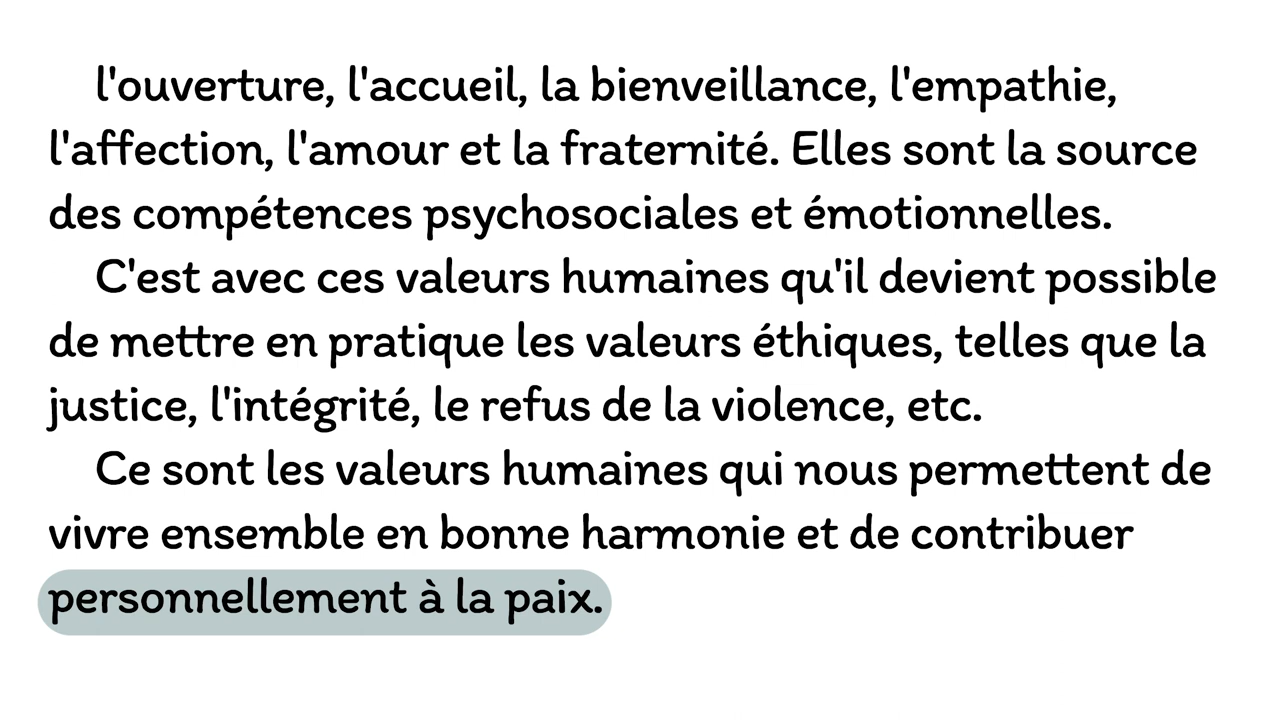 l'ouverture, l'accueil, la bienveillance, l'empathie,
l'affection, l'amour et la fraternité. Elles sont la source
des compétences psychosociales et émotionnelles.
C'est avec ces valeurs humaines qu'il devient possible
de mettre en pratique les valeurs éthiques, telles que la
justice, l'intégrité, le refus de la violence, etc.
Ce sont les valeurs humaines qui nous permettent de
vivre ensemble en bonne harmonie et de contribuer
personnellement à la paix.